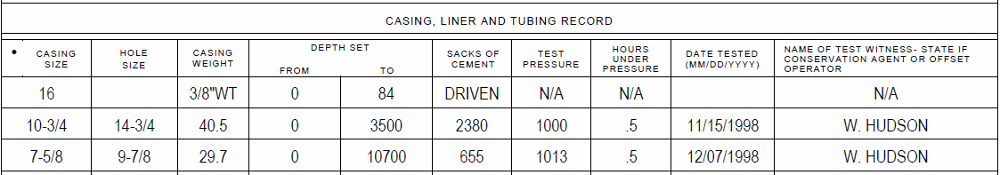 CASING, LINER AND TUBING RECORD
• CASING SIZE HOLE SIZE CASING WEIGHT DEPTH SET FROM TO SACKS OF CEMENT TEST PRESSURE HOURS UNDER PRESSURE DATE TESTED (MM/DD/YYYY) NAME OF TEST WITNESS- STATE IF CONSERVATION AGENT OR OFFSET OPERATOR
16 3/8"WT 0 84 DRIVEN N/A N/A N/A
10-3/4 14-3/4 40.5 0 3500 2380 1000 .5 11/15/1998 W. HUDSON
7-5/8 9-7/8 29.7 0 10700 655 1013 .5 12/07/1998 W. HUDSON